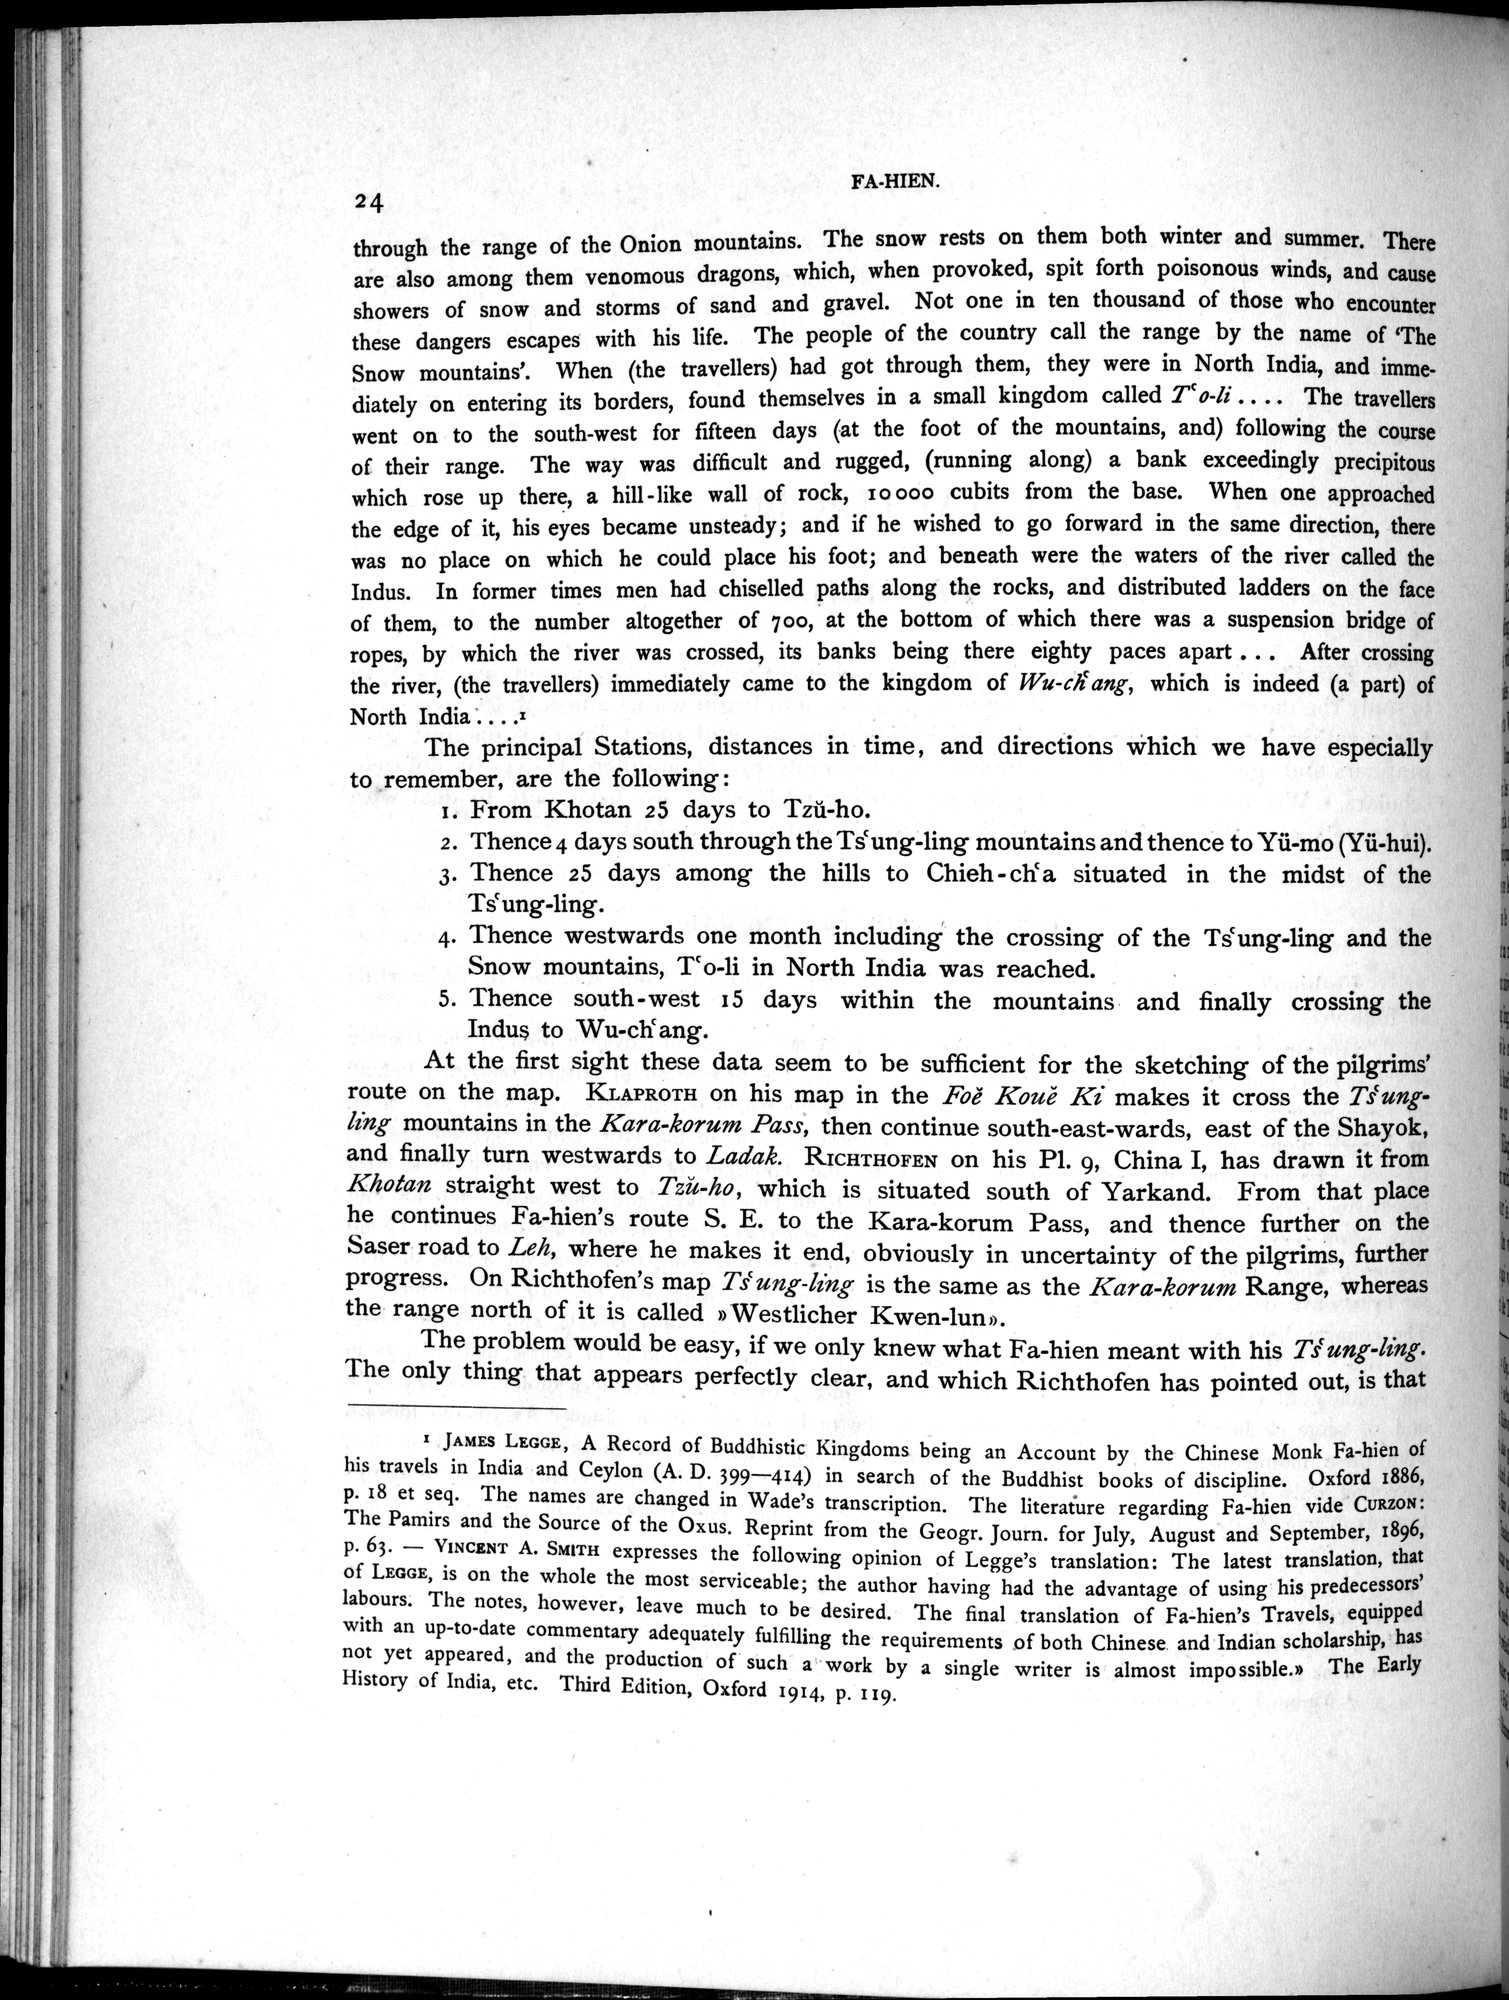 FA-HIEN.
24
through the range of the Onion mountains. The snow rests on them both winter and summer. There
are also among them venomous dragons, which, when provoked, spit forth poisonous winds, and cause
showers of snow and storms of sand and gravel. Not one in ten thousand of those who encounter
these dangers escapes with his life. The people of the country call the range by the name of ‘The
Snow mountains’. When (the travellers) had got through them, they were in North India, and imme-
diately on entering its borders, found themselves in a small kingdom called Tʿo-li .... The travellers
went on to the south-west for fifteen days (at the foot of the mountains, and) following the course
of their range. The way was difficult and rugged, (running along) a bank exceedingly precipitous
which rose up there, a hill-like wall of rock, 10000 cubits from the base. When one approached
the edge of it, his eyes became unsteady; and if he wished to go forward in the same direction, there
was no place on which he could place his foot; and beneath were the waters of the river called the
Indus. In former times men had chiselled paths along the rocks, and distributed ladders on the face
of them, to the number altogether of 700, at the bottom of which there was a suspension bridge of
ropes, by which the river was crossed, its banks being there eighty paces apart ... After crossing
the river, (the travellers) immediately came to the kingdom of Wu-chʿang, which is indeed (a part) of
North India ....¹
The principal Stations, distances in time, and directions which we have especially
to remember, are the following:
1. From Khotan 25 days to Tzŭ-ho.
2. Thence 4 days south through the Tsʿung-ling mountains and thence to Yü-mo (Yü-hui).
3. Thence 25 days among the hills to Chieh-chʿa situated in the midst of the
Tsʿung-ling.
4. Thence westwards one month including the crossing of the Tsʿung-ling and the
Snow mountains, Tʿo-li in North India was reached.
5. Thence south-west 15 days within the mountains and finally crossing the
Indus to Wu-chʿang.
At the first sight these data seem to be sufficient for the sketching of the pilgrims’
route on the map. KLAPROTH on his map in the Foĕ Kouĕ Ki makes it cross the Tsʿung-
ling mountains in the Kara-korum Pass, then continue south-east-wards, east of the Shayok,
and finally turn westwards to Ladak. RICHTHOFEN on his Pl. 9, China I, has drawn it from
Khotan straight west to Tzŭ-ho, which is situated south of Yarkand. From that place
he continues Fa-hien’s route S. E. to the Kara-korum Pass, and thence further on the
Saser road to Leh, where he makes it end, obviously in uncertainty of the pilgrims, further
progress. On Richthofen’s map Tsʿung-ling is the same as the Kara-korum Range, whereas
the range north of it is called »Westlicher Kwen-lun».
The problem would be easy, if we only knew what Fa-hien meant with his Tsʿung-ling.
The only thing that appears perfectly clear, and which Richthofen has pointed out, is that
¹ JAMES LEGGE, A Record of Buddhistic Kingdoms being an Account by the Chinese Monk Fa-hien of
his travels in India and Ceylon (A. D. 399—414) in search of the Buddhist books of discipline. Oxford 1886,
p. 18 et seq. The names are changed in Wade’s transcription. The literature regarding Fa-hien vide CURZON:
The Pamirs and the Source of the Oxus. Reprint from the Geogr. Journ. for July, August and September, 1896,
p. 63. — VINCENT A. SMITH expresses the following opinion of Legge’s translation: The latest translation, that
of LEGGE, is on the whole the most serviceable; the author having had the advantage of using his predecessors’
labours. The notes, however, leave much to be desired. The final translation of Fa-hien’s Travels, equipped
with an up-to-date commentary adequately fulfilling the requirements of both Chinese and Indian scholarship, has
not yet appeared, and the production of such a work by a single writer is almost impossible.» The Early
History of India, etc. Third Edition, Oxford 1914, p. 119.